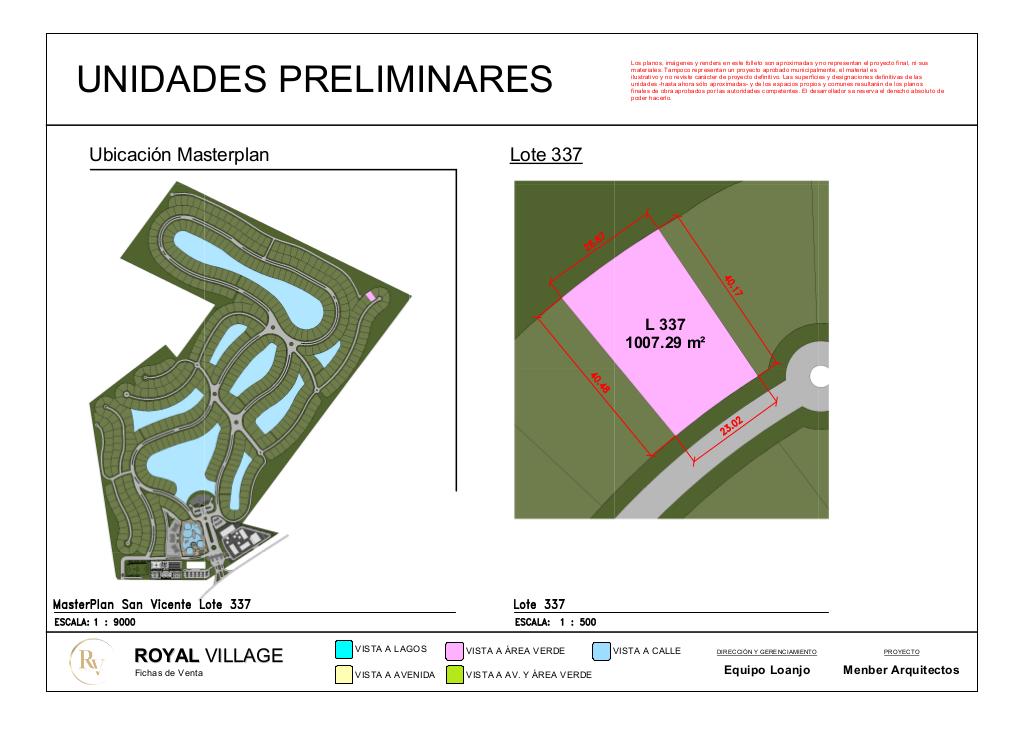 UNIDADES PRELIMINARES
Los planos, imágenes y renders en este folleto son aproximadas y no representan el proyecto final, ni sus
materiales. Tampoco representan un proyecto aprobado municipalmente, el material es
ilustrativo y no reviste carácter de proyecto definitivo. Las superficies y designaciones definitivas de las
unidades -hasta ahora sólo aproximadas- y de los espacios propios y comunes resultarán de los planos
finales de obra aprobados por las autoridades competentes. El desarrollador se reserva el derecho absoluto de
poder hacerlo.
Ubicación Masterplan
Lote 337
40.17
L 337
1007.29 m²
40.48
23.02
MasterPlan San Vicente Lote 337
ESCALA: 1 : 9000
Lote 337
ESCALA: 1 : 500
RV
ROYAL VILLAGE
Fichas de Venta
VISTA A LAGOS
VISTA A ÁREA VERDE
VISTA A CALLE
VISTA A AVENIDA
VISTA A AV. Y ÁREA VERDE
DIRECCIÓN Y GERENCIAMIENTO
Equipo Loanjo
PROYECTO
Menber Arquitectos